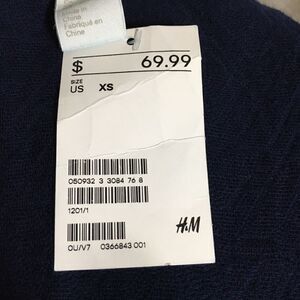 Made in
China
Fabriqué en
Chine
$ 69.99
SIZE
US XS
050932 3 3084 76 8
1201/1
H&M
OU/V7 0366843 001